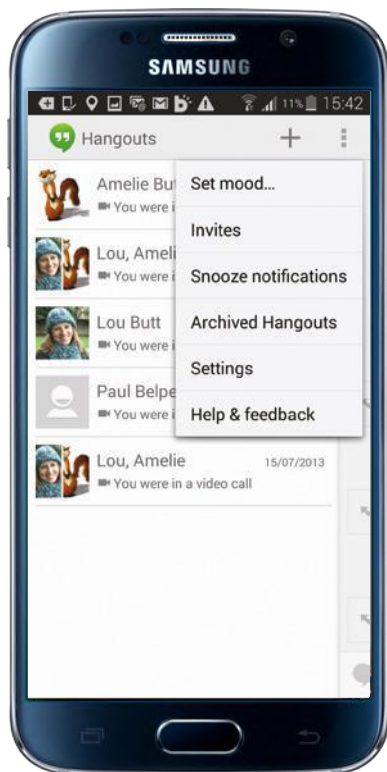 SAMSUNG
11% 15:42
Hangouts
Set mood...
Invites
Snooze notifications
Archived Hangouts
Settings
Help & feedback
Amelie
You were
Lou, Ameli
You were
Lou Butt
You were
Paul Belpe
You were
Lou, Amelie 15/07/2013
You were in a video call